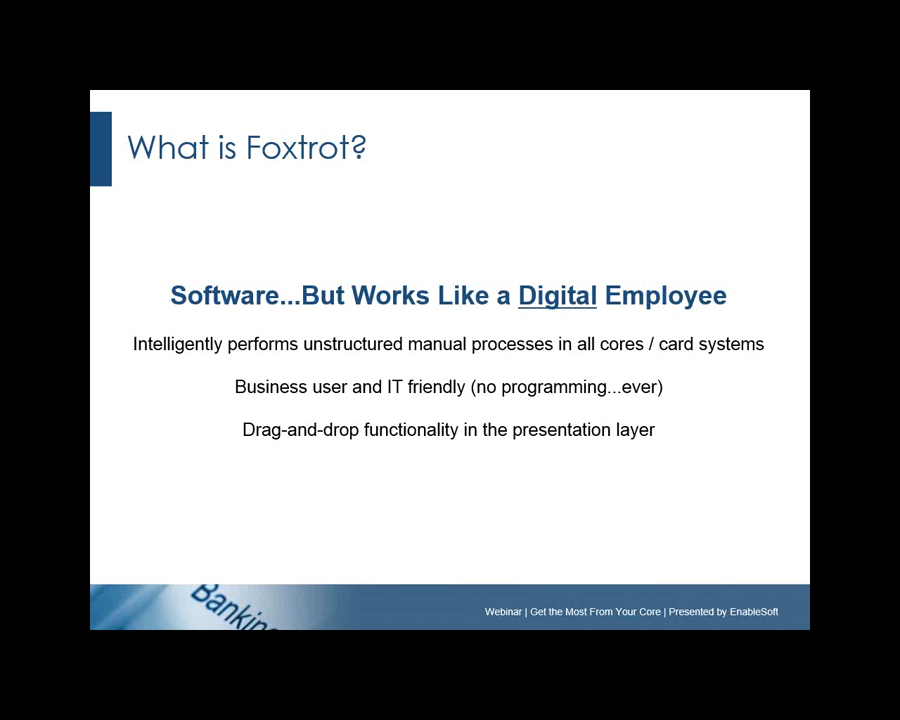 What is Foxtrot?
Software...But Works Like a Digital Employee
Intelligently performs unstructured manual processes in all cores / card systems
Business user and IT friendly (no programming...ever)
Drag-and-drop functionality in the presentation layer
Banking
Webinar | Get the Most From Your Core | Presented by EnableSoft